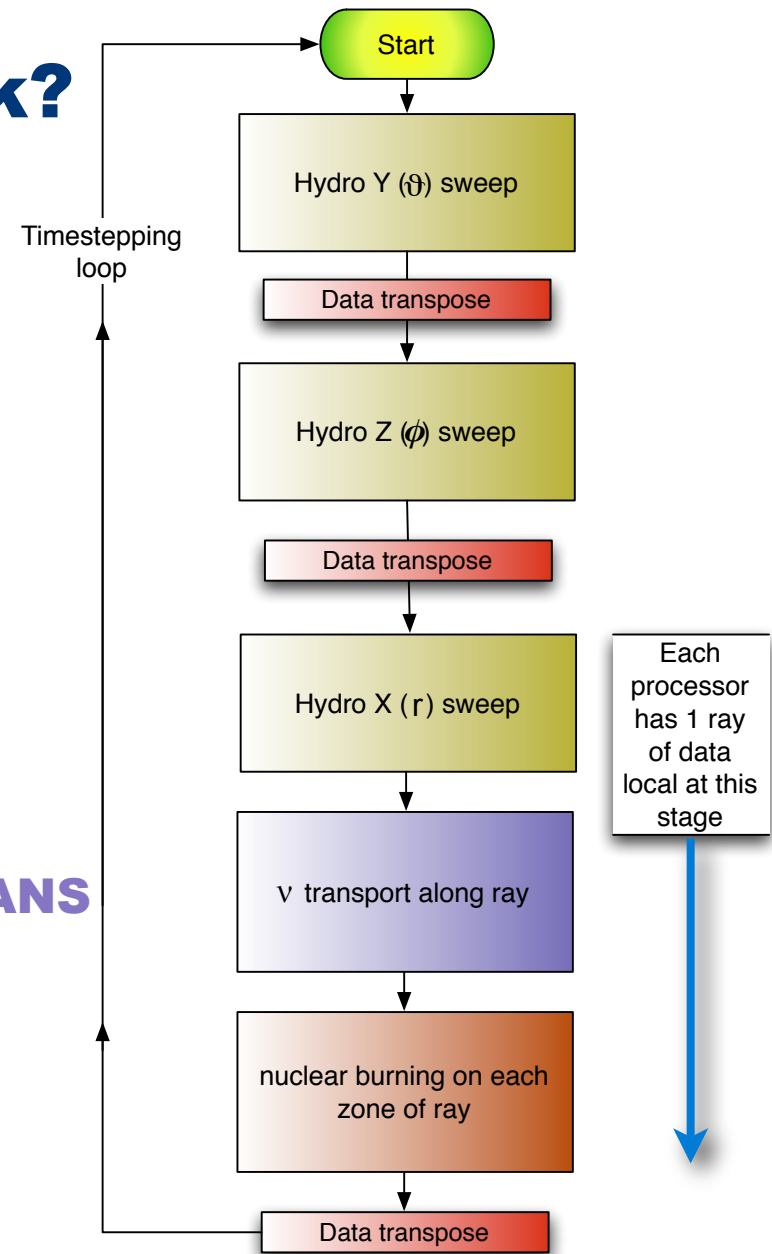 Start
k?
Hydro Y (ϑ) sweep
Timestepping
loop
Data transpose
Hydro Z (ϕ) sweep
Data transpose
Hydro X (r) sweep
Each
processor
has 1 ray
of data
local at this
stage
ANS
ν transport along ray
nuclear burning on each
zone of ray
Data transpose